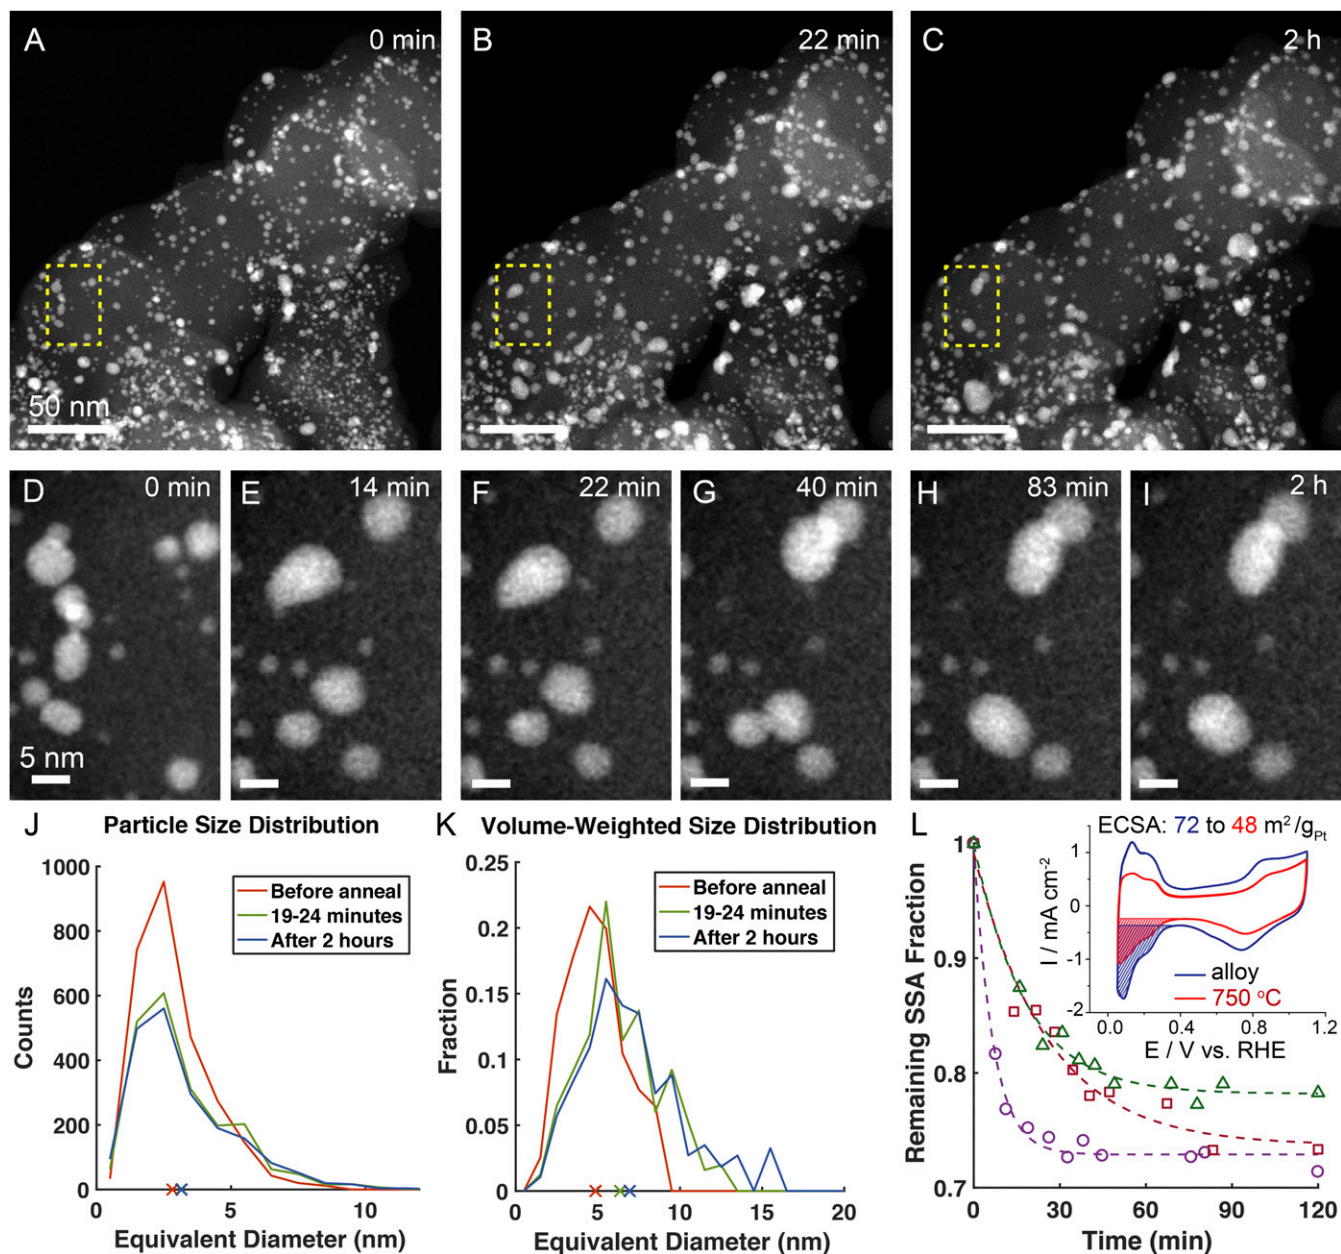 A 0 min
B 22 min
C 2 h
50 nm
D 0 min
E 14 min
F 22 min
G 40 min
H 83 min
I 2 h
5 nm
J Particle Size Distribution
Counts
1000
800
600
400
200
0
Before anneal
19-24 minutes
After 2 hours
0 5 10
Equivalent Diameter (nm)
K Volume-Weighted Size Distribution
Fraction
0.25
0.2
0.15
0.1
0.05
0
Before anneal
19-24 minutes
After 2 hours
0 5 10 15 20
Equivalent Diameter (nm)
L
Remaining SSA Fraction
1
0.9
0.8
0.7
0 30 60 90 120
Time (min)
ECSA: 72 to 48 m²/gPt
I / mA cm⁻²
1
0
-1
-2
alloy
750 °C
0.0 0.4 0.8 1.2
E / V vs. RHE